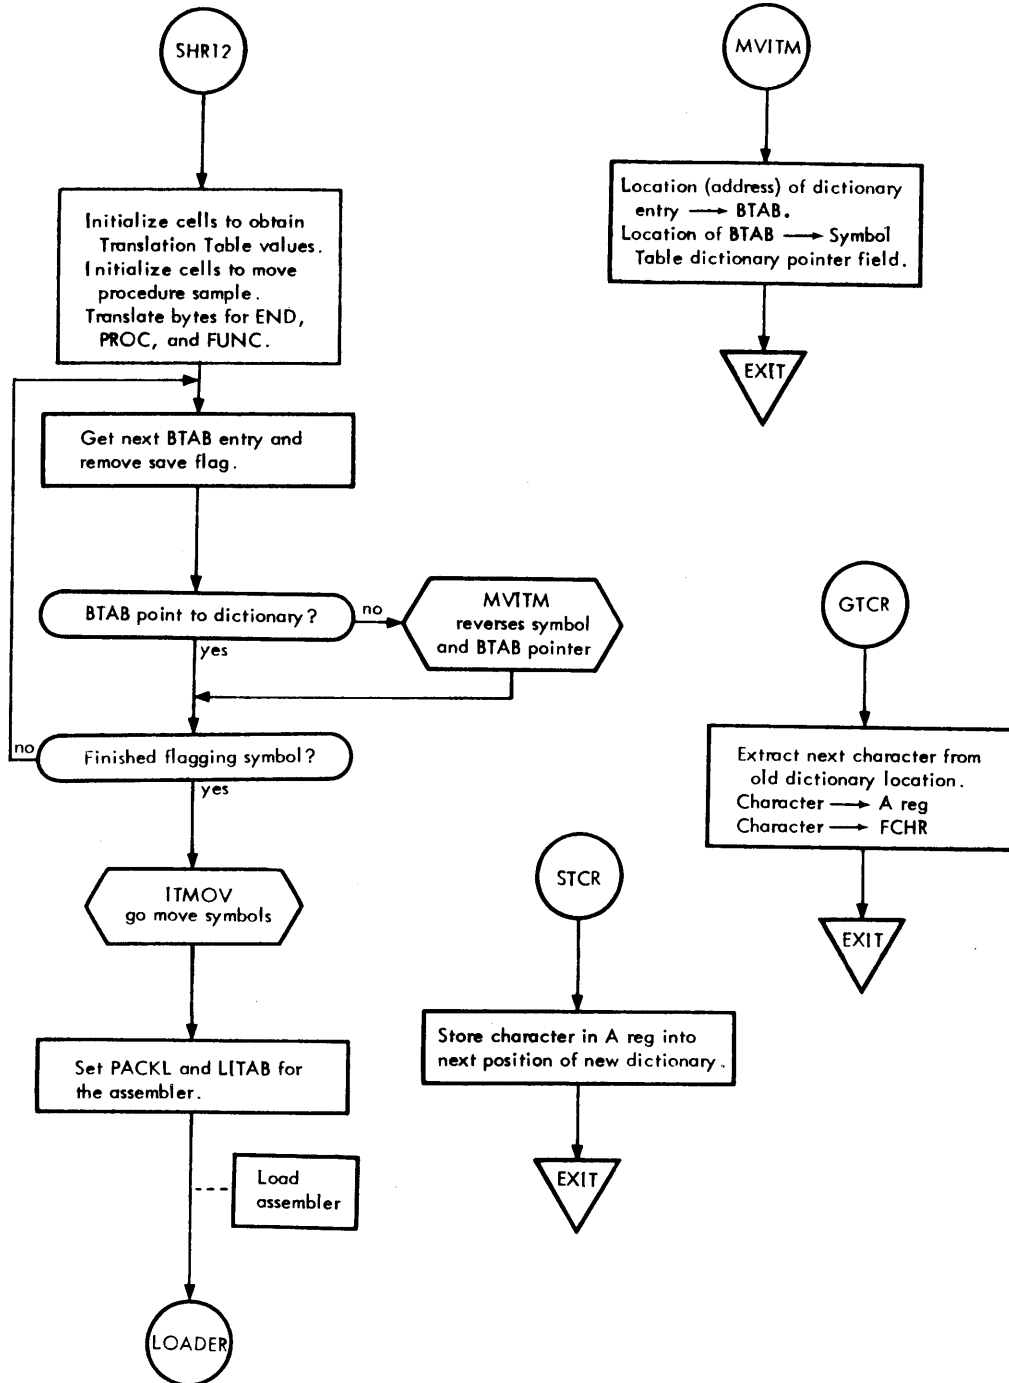 SHR12
Initialize cells to obtain
Translation Table values.
Initialize cells to move
procedure sample.
Translate bytes for END,
PROC, and FUNC.
Get next BTAB entry and
remove save flag.
BTAB point to dictionary?
no
yes
MVITM
reverses symbol
and BTAB pointer
Finished flagging symbol?
no
yes
ITMOV
go move symbols
Set PACKL and LITAB for
the assembler.
Load
assembler
LOADER
MVITM
Location (address) of dictionary
entry → BTAB.
Location of BTAB → Symbol
Table dictionary pointer field.
EXIT
GTCR
Extract next character from
old dictionary location.
Character → A reg
Character → FCHR
EXIT
STCR
Store character in A reg into
next position of new dictionary.
EXIT